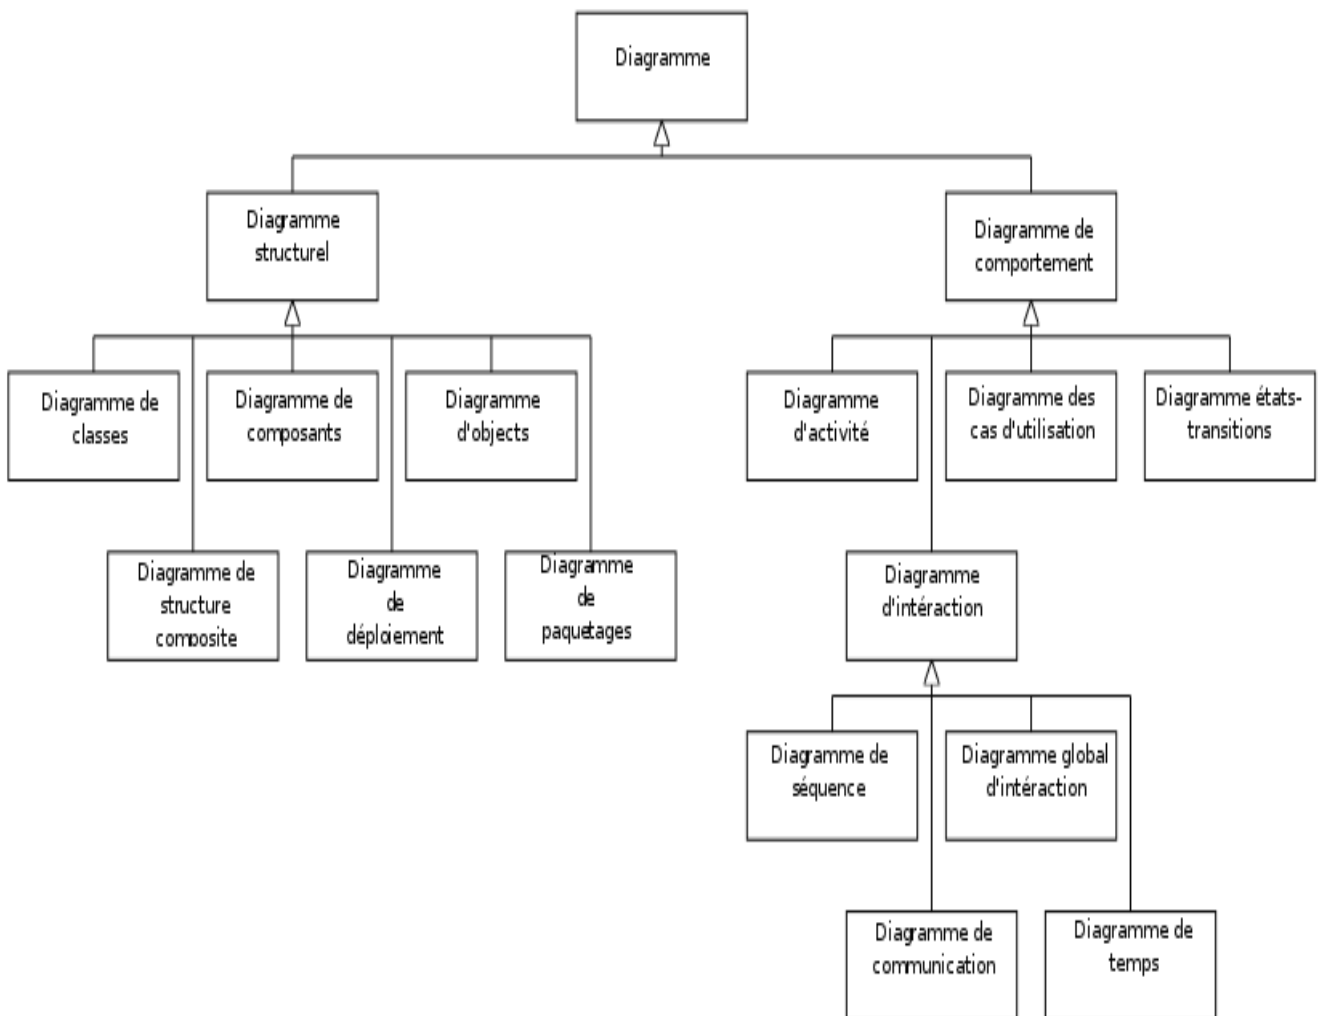 Diagramme
Diagramme
structurel
Diagramme de
comportement
Diagramme de
classes
Diagramme de
composants
Diagramme
d'objects
Diagramme
d'activité
Diagramme des
cas d'utilisation
Diagramme états-
transitions
Diagramme de
structure
composite
Diagramme
de
déploiement
Diagramme
de
paquetages
Diagramme
d'intéraction
Diagramme de
séquence
Diagramme global
d'intéraction
Diagramme de
communication
Diagramme de
temps